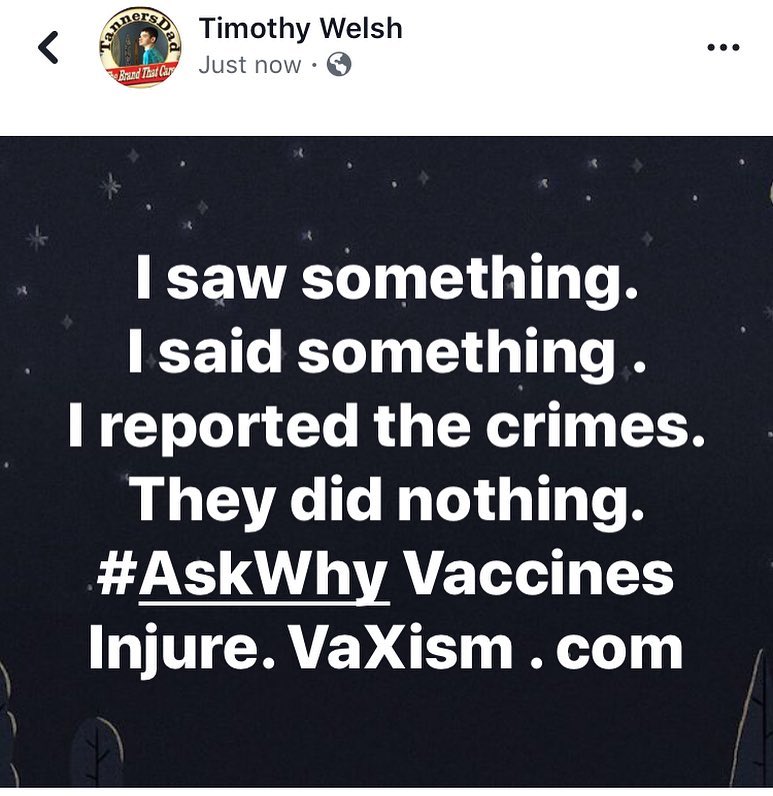 TannersDad
The Brand That Cares
Timothy Welsh
Just now ·
I saw something.
I said something .
I reported the crimes.
They did nothing.
#AskWhy Vaccines
Injure. VaXism . com